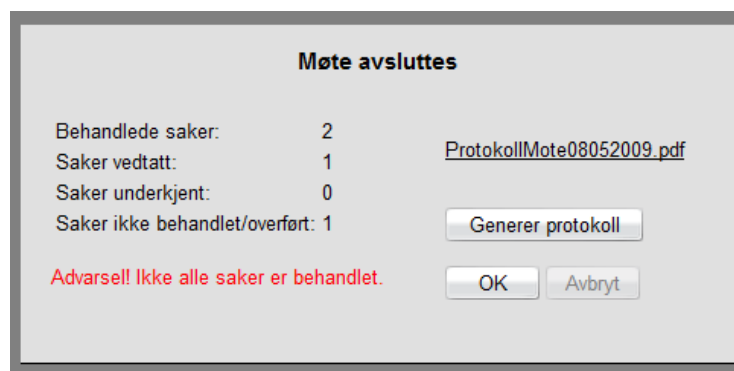 Møte avsluttes
Behandlede saker: 2
Saker vedtatt: 1
Saker underkjent: 0
Saker ikke behandlet/overført: 1
Advarsel! Ikke alle saker er behandlet.
ProtokollMote08052009.pdf
Generer protokoll
OK Avbryt